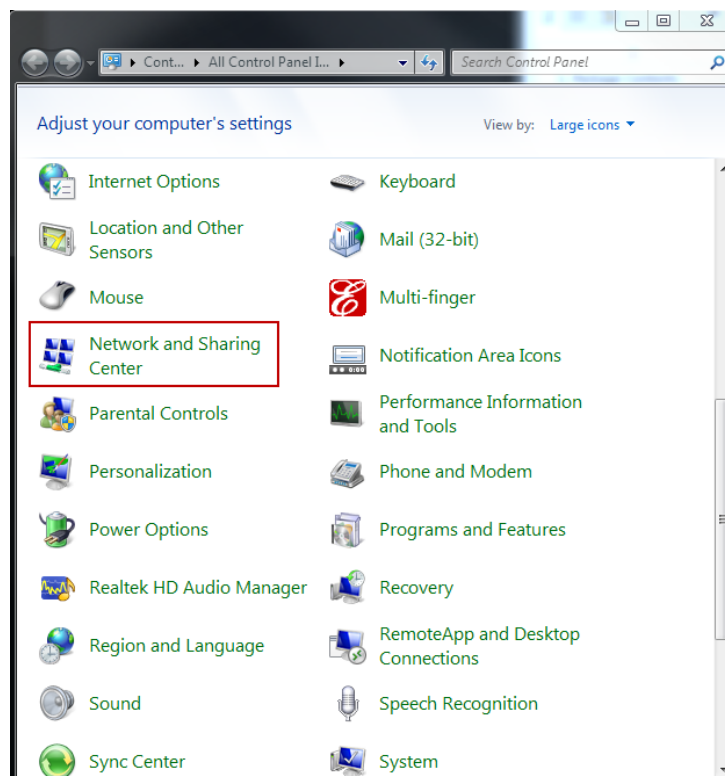 Cont... All Control Panel I... Search Control Panel
Adjust your computer's settings View by: Large icons
Internet Options Keyboard
Location and Other
Sensors
Mail (32-bit)
Mouse Multi-finger
Network and Sharing
Center
Notification Area Icons
Parental Controls
Performance Information
and Tools
Personalization Phone and Modem
Power Options Programs and Features
Realtek HD Audio Manager Recovery
Region and Language
RemoteApp and Desktop
Connections
Sound Speech Recognition
Sync Center System